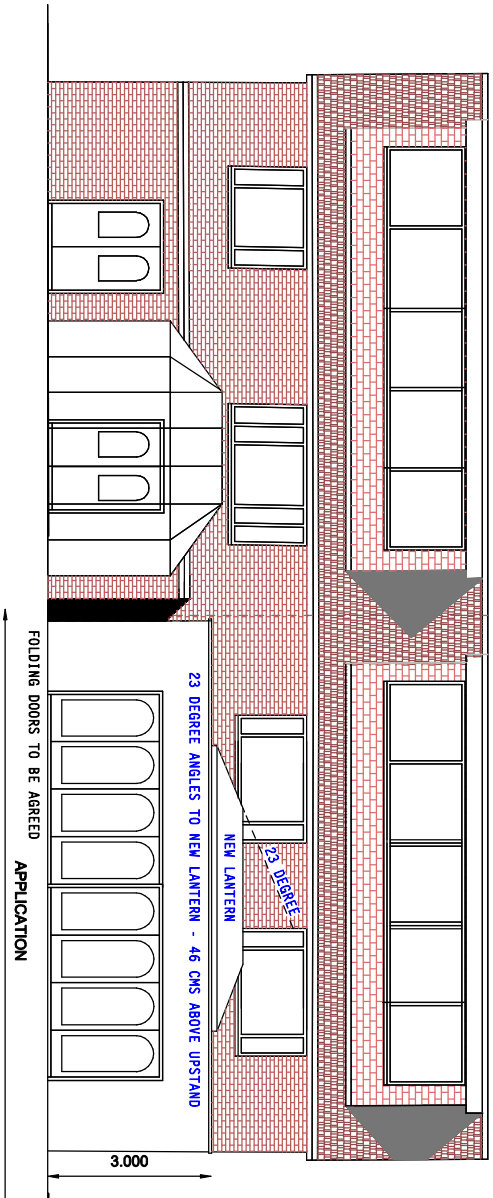 23 DEGREE
NEW LANTERN
23 DEGREE ANGLES TO NEW LANTERN - 46 CMS ABOVE UPSTAND
3.000
FOLDING DOORS TO BE AGREED
APPLICATION